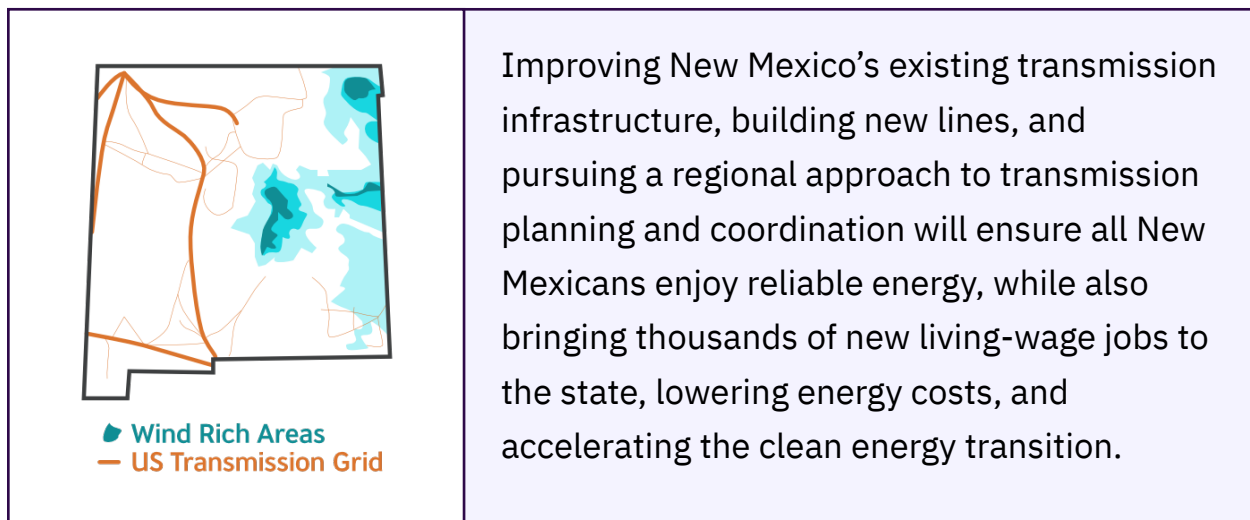 Improving New Mexico’s existing transmission
infrastructure, building new lines, and
pursuing a regional approach to transmission
planning and coordination will ensure all New
Mexicans enjoy reliable energy, while also
bringing thousands of new living-wage jobs to
the state, lowering energy costs, and
accelerating the clean energy transition.
Wind Rich Areas
US Transmission Grid